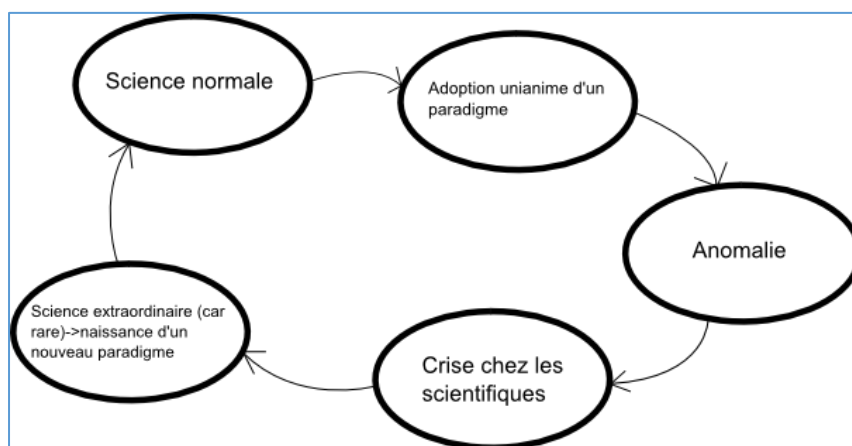 Science normale
Adoption unianime d'un
paradigme
Anomalie
Crise chez les
scientifiques
Science extraordinaire (car
rare)->naissance d'un
nouveau paradigme